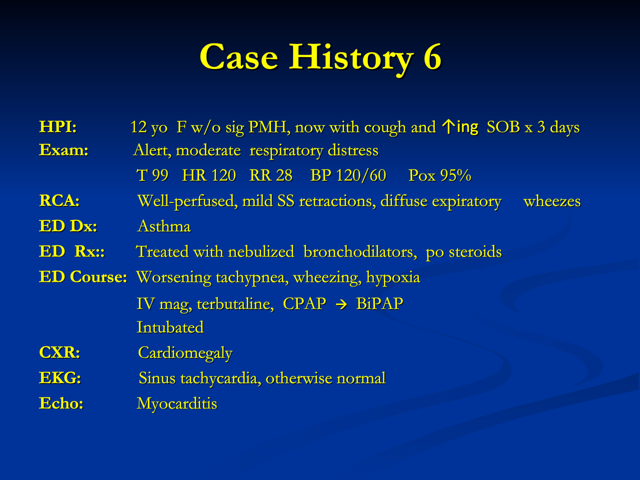 Case History 6
HPI: 12 yo F w/o sig PMH, now with cough and ↑ing SOB x 3 days
Exam: Alert, moderate respiratory distress
T 99 HR 120 RR 28 BP 120/60 Pox 95%
RCA: Well-perfused, mild SS retractions, diffuse expiratory wheezes
ED Dx: Asthma
ED Rx:: Treated with nebulized bronchodilators, po steroids
ED Course: Worsening tachypnea, wheezing, hypoxia
IV mag, terbutaline, CPAP → BiPAP
Intubated
CXR: Cardiomegaly
EKG: Sinus tachycardia, otherwise normal
Echo: Myocarditis